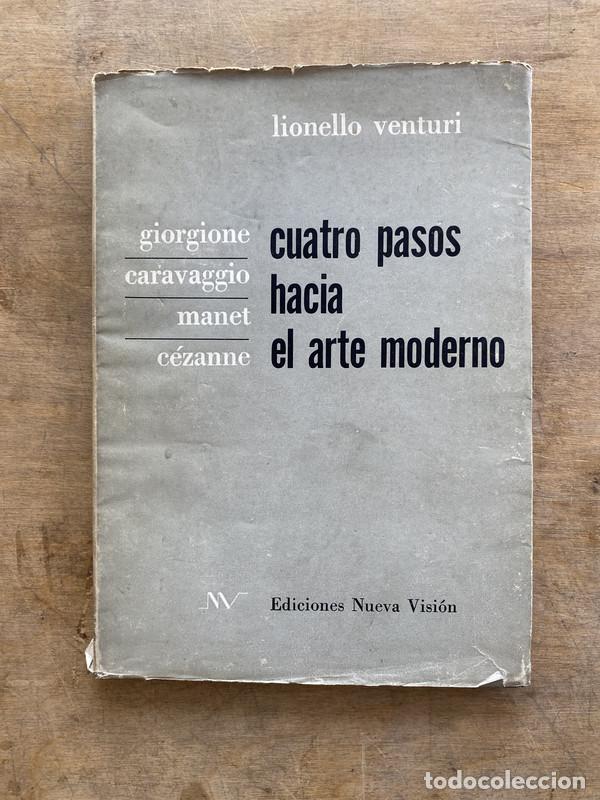 lionello venturi
giorgione
caravaggio
manet
cézanne
cuatro pasos
hacia
el arte moderno
NV
Ediciones Nueva Visión
todocoleccion